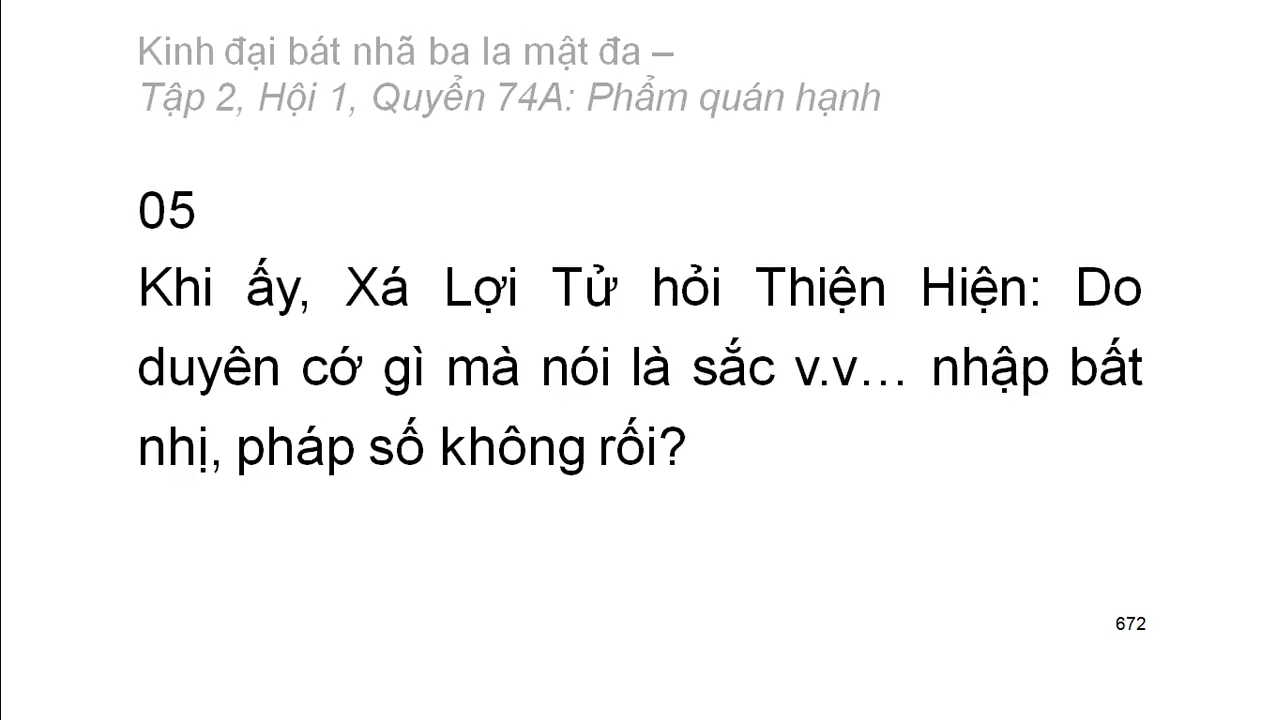 Kinh đại bát nhã ba la mật đa –
Tập 2, Hội 1, Quyển 74A: Phẩm quán hạnh
05
Khi ấy, Xá Lợi Tử hỏi Thiện Hiện: Do
duyên cớ gì mà nói là sắc v.v… nhập bất
nhị, pháp số không rối?
672